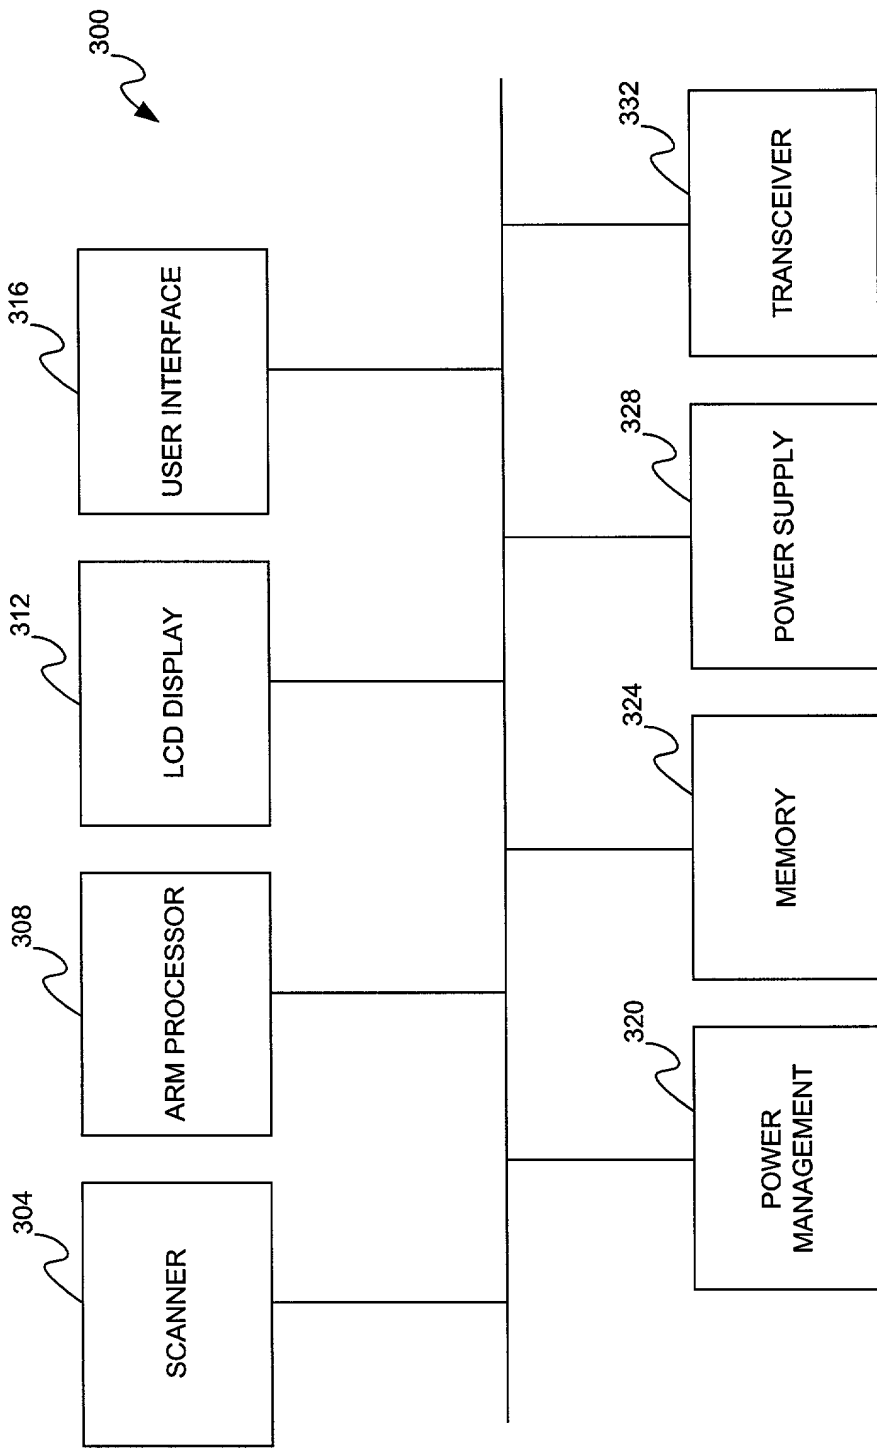 300
304
SCANNER
308
ARM PROCESSOR
312
LCD DISPLAY
316
USER INTERFACE
320
POWER
MANAGEMENT
324
MEMORY
328
POWER SUPPLY
332
TRANSCEIVER